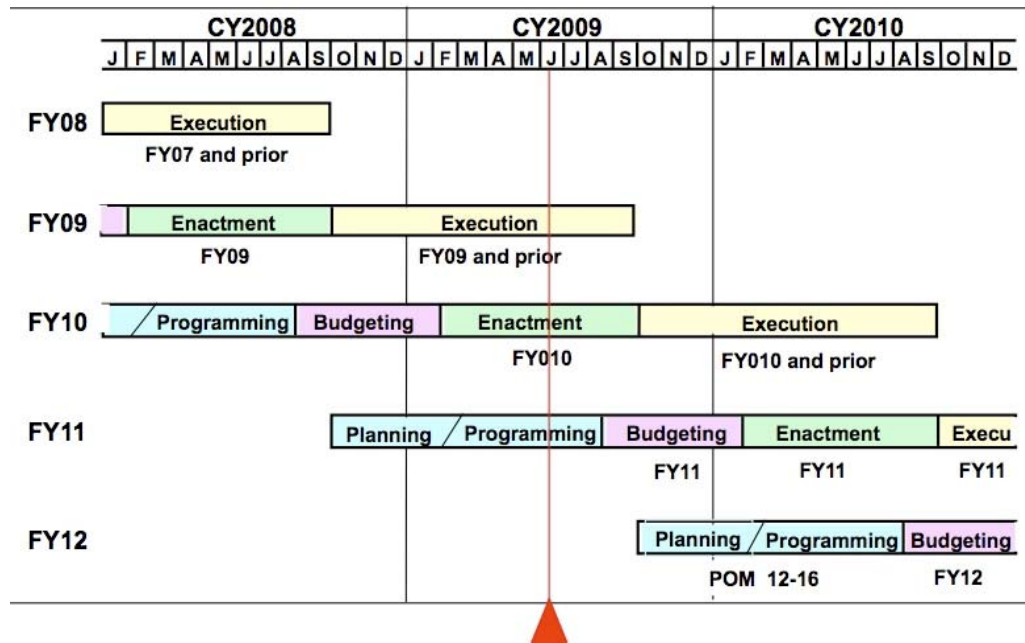 CY2008 CY2009 CY2010
J F M A M J J A S O N D J F M A M J J A S O N D J F M A M J J A S O N D
FY08 Execution
FY07 and prior
FY09 Enactment Execution
FY09 FY09 and prior
FY10 Programming Budgeting Enactment Execution
FY010 FY010 and prior
FY11 Planning Programming Budgeting Enactment Execu
FY11 FY11 FY11
FY12 Planning Programming Budgeting
POM 12-16 FY12